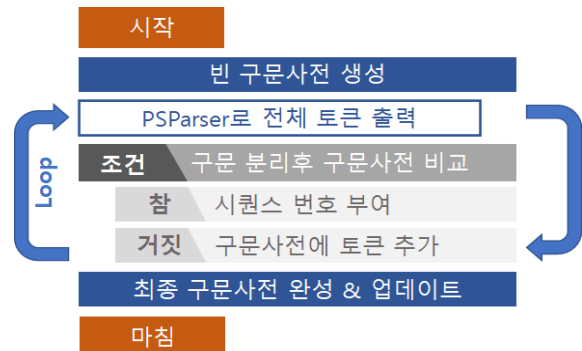 시작
빈 구문사전 생성
PSParser로 전체 토큰 출력
Loop
조건 구문 분리후 구문사전 비교
참 시퀀스 번호 부여
거짓 구문사전에 토큰 추가
최종 구문사전 완성 & 업데이트
마침